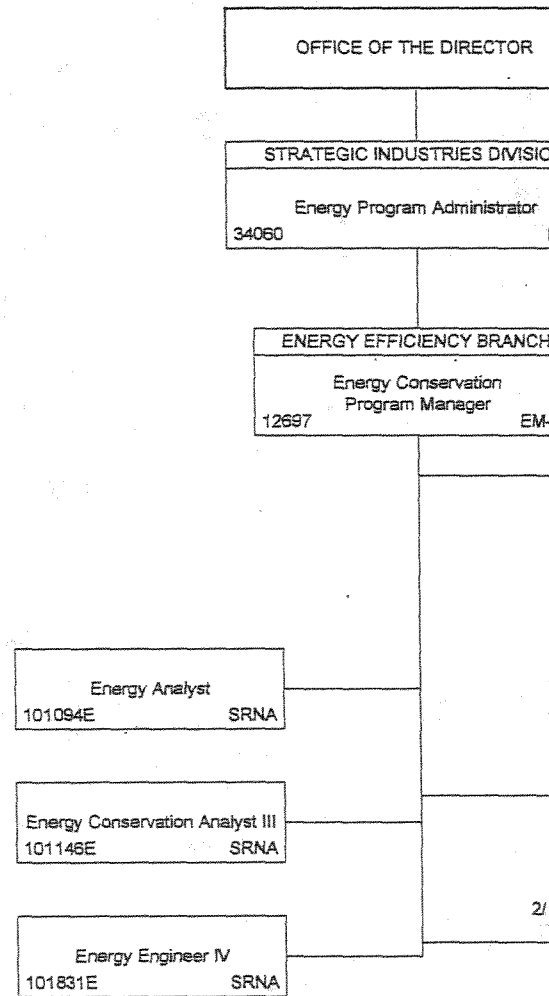 OFFICE OF THE DIRECTOR
STRATEGIC INDUSTRIES DIVISIO
Energy Program Administrator
34060
ENERGY EFFICIENCY BRANCH
Energy Conservation
Program Manager
12697 EM-
Energy Analyst
101094E SRNA
Energy Conservation Analyst III
101146E SRNA
2/
Energy Engineer IV
101831E SRNA